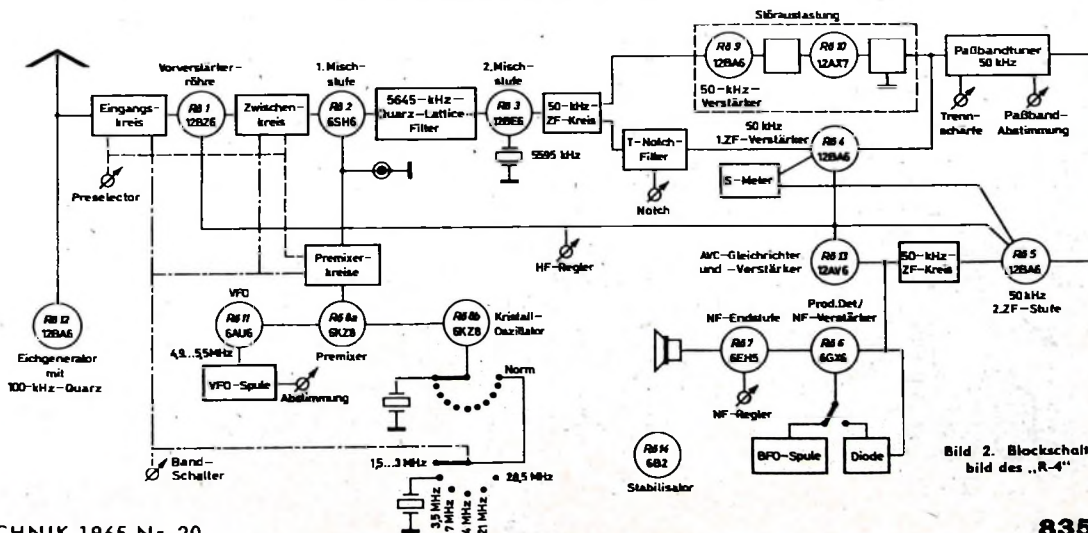 Störaustastung
Rö 9
12BA6
Rö 10
12AX7
50-kHz-
Verstärker
Paßbandtuner
50 kHz
Trenn-
schärfe
Paßband-
Abstimmung
Vorverstärker-
röhre
Eingangs-
kreis
Rö 1
12BZ6
Zwischen-
kreis
1. Misch-
stufe
Rö 2
6SH6
5645-kHz-
Quarz-Lattice-
Filter
2. Misch-
stufe
Rö 3
12BE6
5595 kHz
50-kHz-
ZF-Kreis
T-Notch-
Filter
Notch
50 kHz
1.ZF-Verstärker
Rö 4
12BA6
S-Meter
Preselector
HF-Regler
Premixer-
kreise
AVC-Gleichrichter
und -Verstärker
Rö 13
12AV6
50-kHz-
ZF-Kreis
Rö 5
12BA6
50 kHz
2.ZF-Stufe
Rö 12
12BA6
Eichgenerator
mit
100-kHz-Quarz
VFO
Rö 11
6AU6
4,9...5,5MHz
VFO-Spule
Abstimmung
Rö 8a
6KZ8
Premixer
Rö 8b
6KZ8
Kristall-
Oszillator
Norm
NF-Endstufe
Rö 7
6EH5
NF-Regler
Prod.Det/
NF-Verstärker
Rö 6
6GX6
BFO-Spule
Diode
Rö 14
6B2
Stabilisator
Band-
Schalter
1,5...3 MHz
3,5 MHz
7 MHz
4 MHz
21 MHz
28,5 MHz
Bild 2. Blockschalt
bild des „R-4"
CHNIK 1965 Nr. 20
835